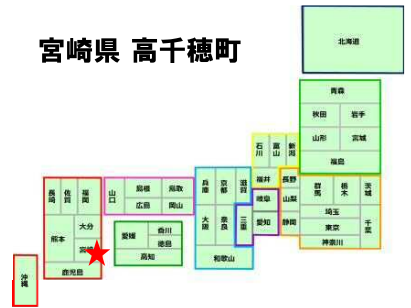 宮崎県 高千穂町
北海道
青森
秋田 岩手
山形 宮城
福島
石川 富山 新潟
福井 長野
岐阜 山梨
愛知 静岡
群馬 栃木 茨城
埼玉
東京 千葉
神奈川
兵庫 京都 滋賀
大阪 奈良 三重
和歌山
山口 島根 鳥取
広島 岡山
愛媛 香川
徳島
高知
長崎 佐賀 福岡
大分
熊本 宮崎
鹿児島
沖縄